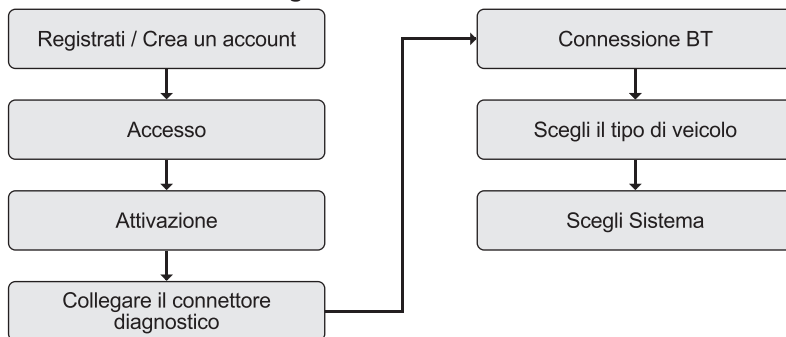 Registrati / Crea un account
Accesso
Attivazione
Collegare il connettore
diagnostico
Connessione BT
Scegli il tipo di veicolo
Scegli Sistema